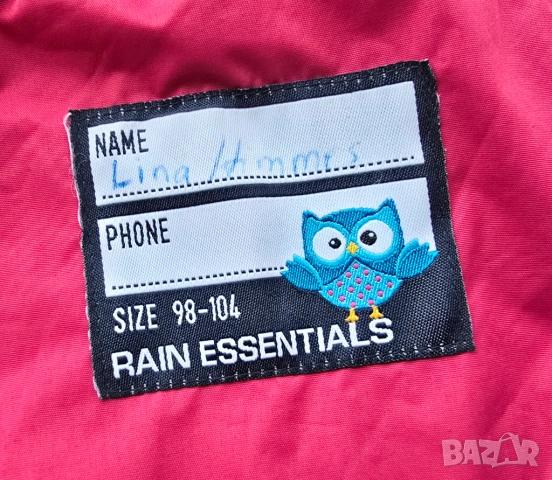 NAME
Lina
PHONE
SIZE 98-104
RAIN ESSENTIALS
BAZAR